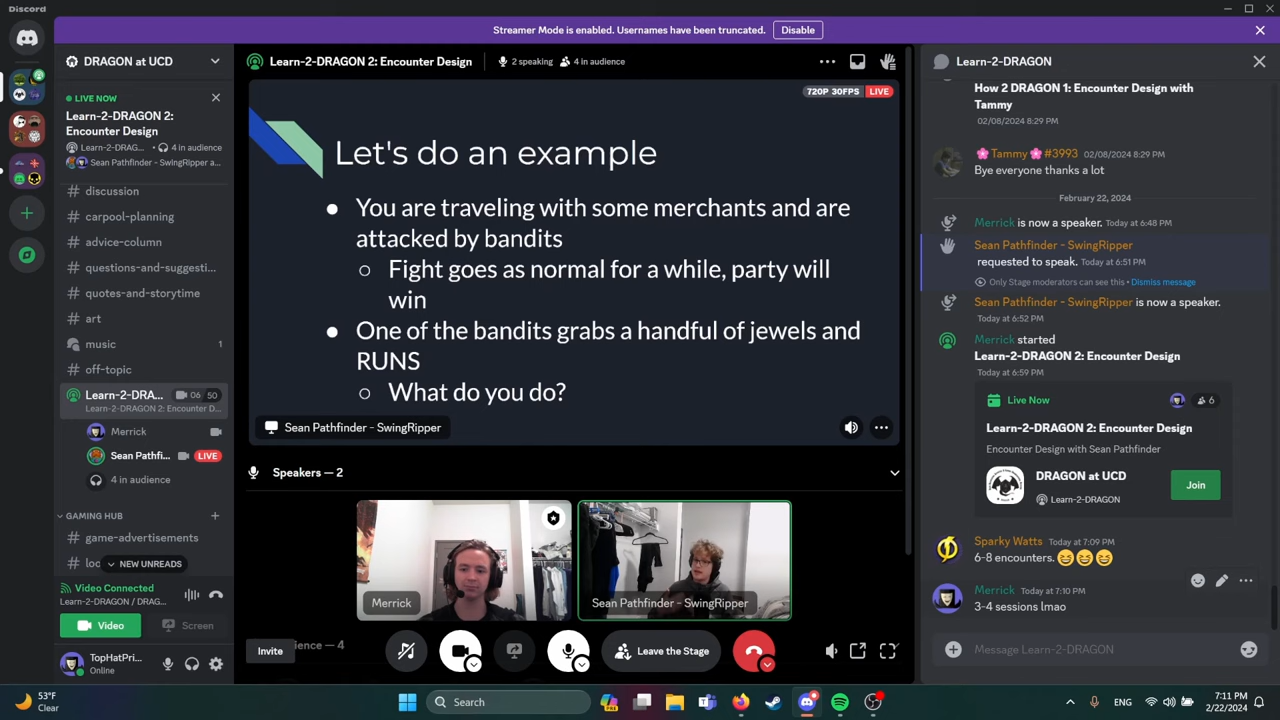 Discord
Streamer Mode is enabled. Usernames have been truncated.
Disable
DRAGON at UCD
LIVE NOW
Learn-2-DRAGON 2:
Encounter Design
Learn-2-DRAG...
4 in audience
Sean Pathfinder - SwingRipper a...
discussion
carpool-planning
advice-column
questions-and-suggesti...
quotes-and-storytime
art
music
1
off-topic
Learn-2-DRA...
06
50
Learn-2-DRAGON 2: Encounter D...
Merrick
Sean Pathfi...
LIVE
4 in audience
GAMING HUB
game-advertisements
loo
NEW UNREADS
Video Connected
Learn-2-DRAGON / DRAG...
Video
Screen
TopHatPri...
Online
Learn-2-DRAGON 2: Encounter Design
2 speaking
4 in audience
720P 30FPS
LIVE
Let's do an example
You are traveling with some merchants and are
attacked by bandits
Fight goes as normal for a while, party will
win
One of the bandits grabs a handful of jewels and
RUNS
What do you do?
Sean Pathfinder - SwingRipper
Speakers — 2
Merrick
Sean Pathfinder - SwingRipper
Invite
ience — 4
Leave the Stage
Learn-2-DRAGON
How 2 DRAGON 1: Encounter Design with
Tammy
02/08/2024 8:29 PM
🌸Tammy🌸#3993 02/08/2024 8:29 PM
Bye everyone thanks a lot
February 22, 2024
Merrick is now a speaker. Today at 6:48 PM
Sean Pathfinder - SwingRipper
requested to speak. Today at 6:51 PM
Only Stage moderators can see this • Dismiss message
Sean Pathfinder - SwingRipper is now a speaker.
Today at 6:52 PM
Merrick started
Learn-2-DRAGON 2: Encounter Design
Today at 6:59 PM
Live Now
6
Learn-2-DRAGON 2: Encounter Design
Encounter Design with Sean Pathfinder
DRAGON at UCD
Learn-2-DRAGON
Join
Sparky Watts Today at 7:09 PM
6-8 encounters. 😆😆😆
Merrick Today at 7:10 PM
3-4 sessions lmao
Message Learn-2-DRAGON
53°F
Clear
Search
PRE
ENG
7:11 PM
2/22/2024